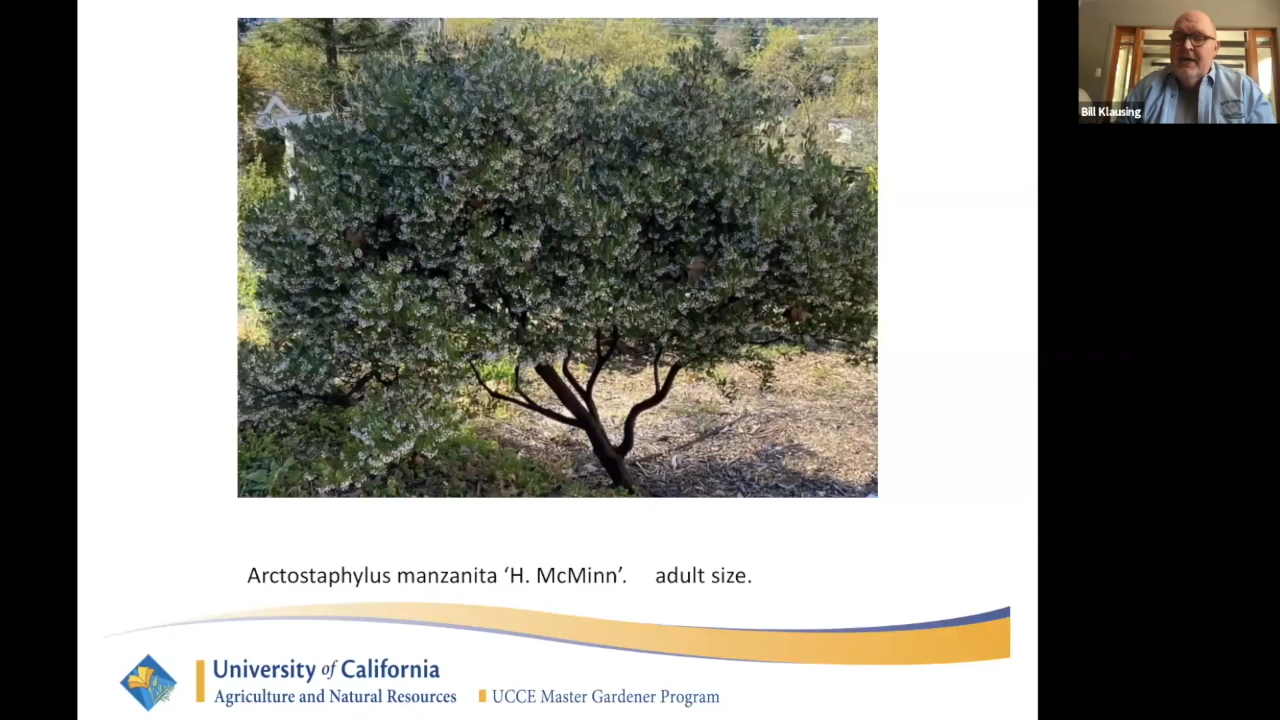 Bill Klausing
Arctostaphylus manzanita ‘H. McMinn’. adult size.
University of California
Agriculture and Natural Resources
UCCE Master Gardener Program